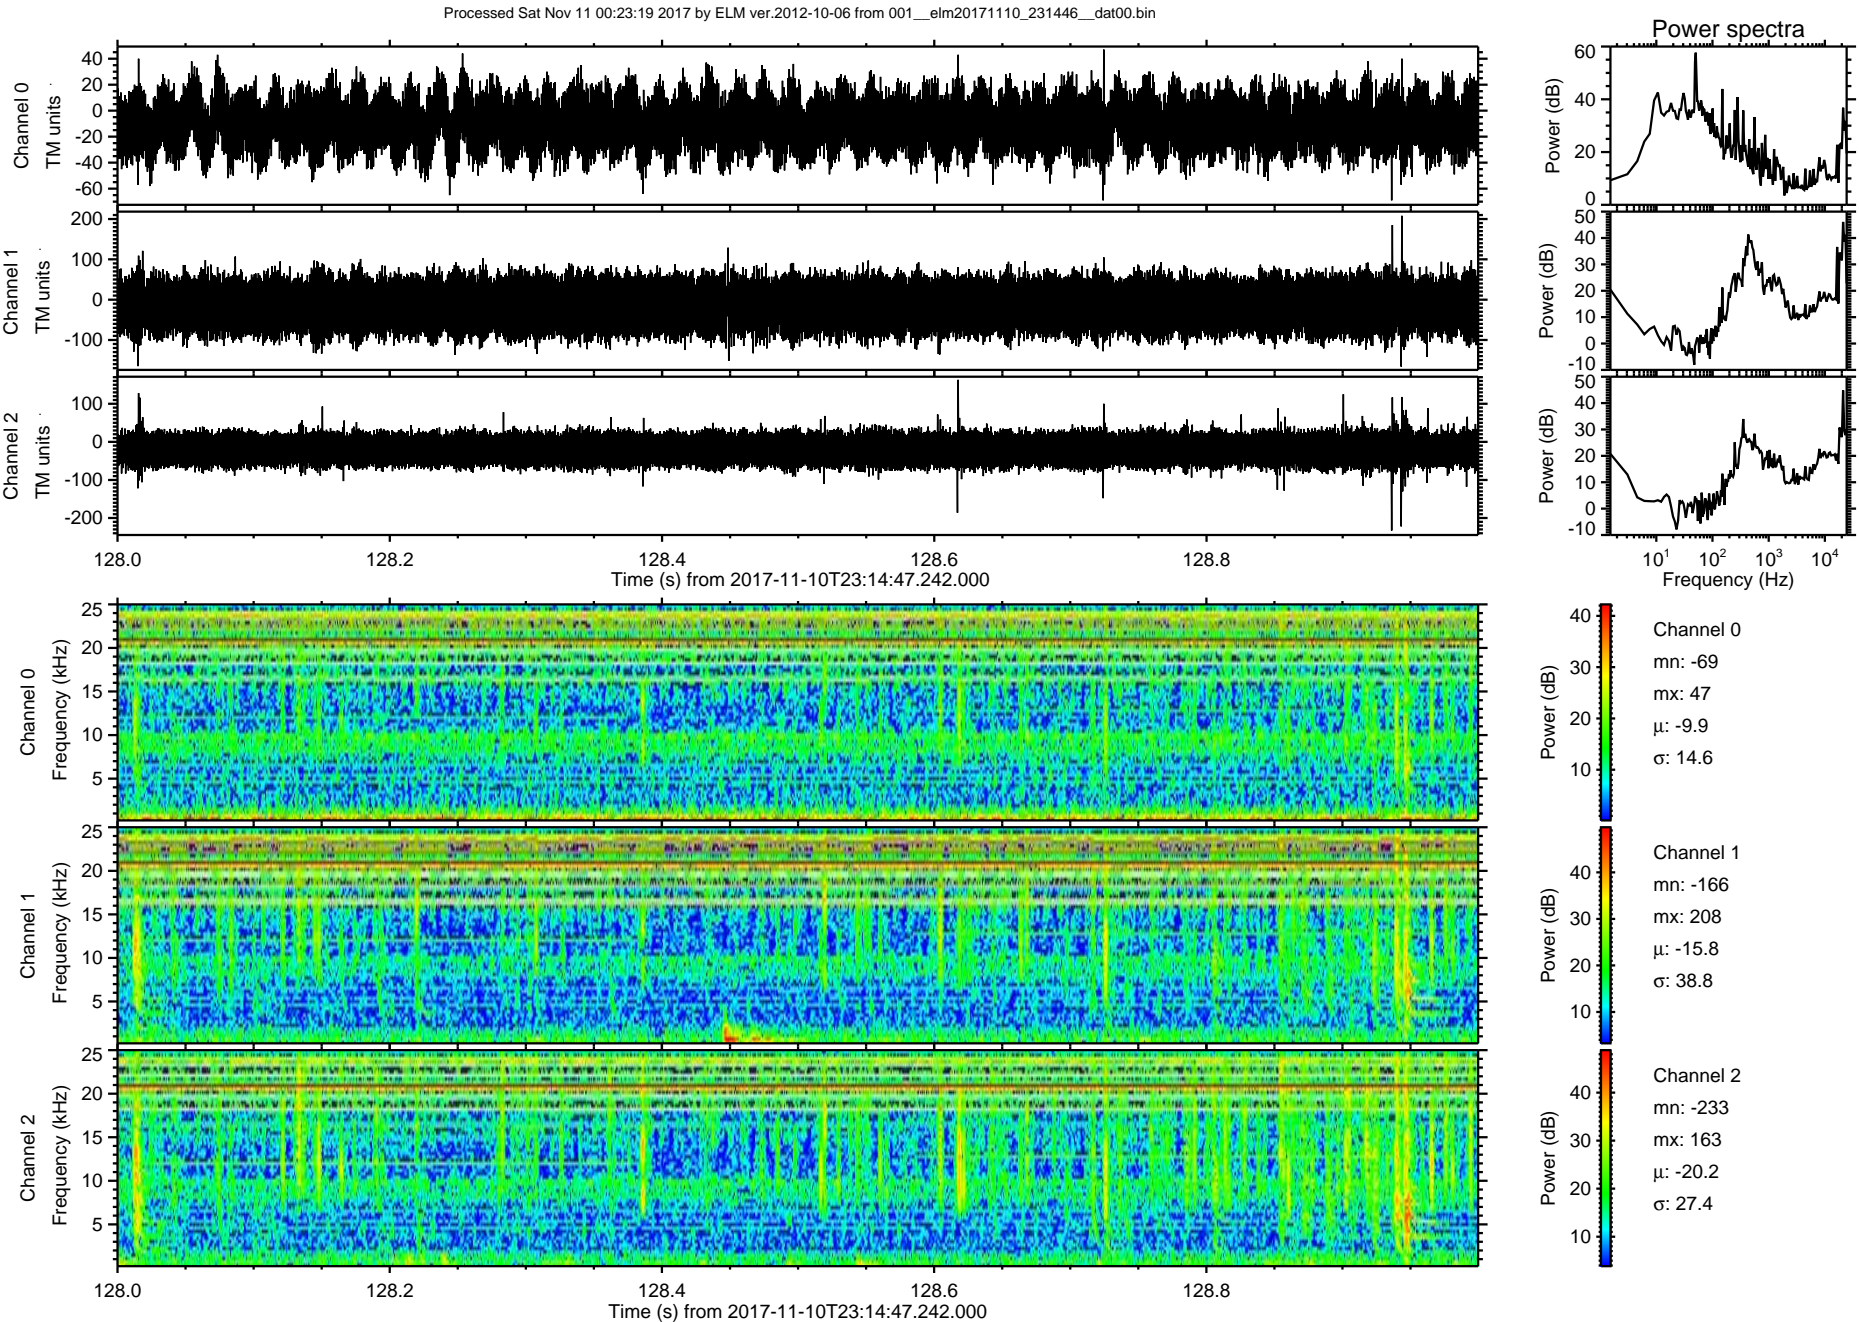 Processed Sat Nov 11 00:23:19 2017 by ELM ver.2012-10-06 from 001__elm20171110_231446__dat00.bin
Power spectra
Channel 0
TM units
40
20
0
-20
-40
-60
Power (dB)
60
40
20
0
Channel 1
TM units
200
100
0
-100
Power (dB)
50
40
30
20
10
0
-10
Channel 2
TM units
100
0
-100
-200
Power (dB)
50
40
30
20
10
0
-10
128.0 128.2 128.4 128.6 128.8
Time (s) from 2017-11-10T23:14:47.242.000
10¹ 10² 10³ 10⁴
Frequency (Hz)
Channel 0
Frequency (kHz)
25
20
15
10
5
Power (dB)
40
30
20
10
Channel 0
mn: -69
mx: 47
μ: -9.9
σ: 14.6
Channel 1
Frequency (kHz)
25
20
15
10
5
Power (dB)
40
30
20
10
Channel 1
mn: -166
mx: 208
μ: -15.8
σ: 38.8
Channel 2
Frequency (kHz)
25
20
15
10
5
Power (dB)
40
30
20
10
Channel 2
mn: -233
mx: 163
μ: -20.2
σ: 27.4
128.0 128.2 128.4 128.6 128.8
Time (s) from 2017-11-10T23:14:47.242.000